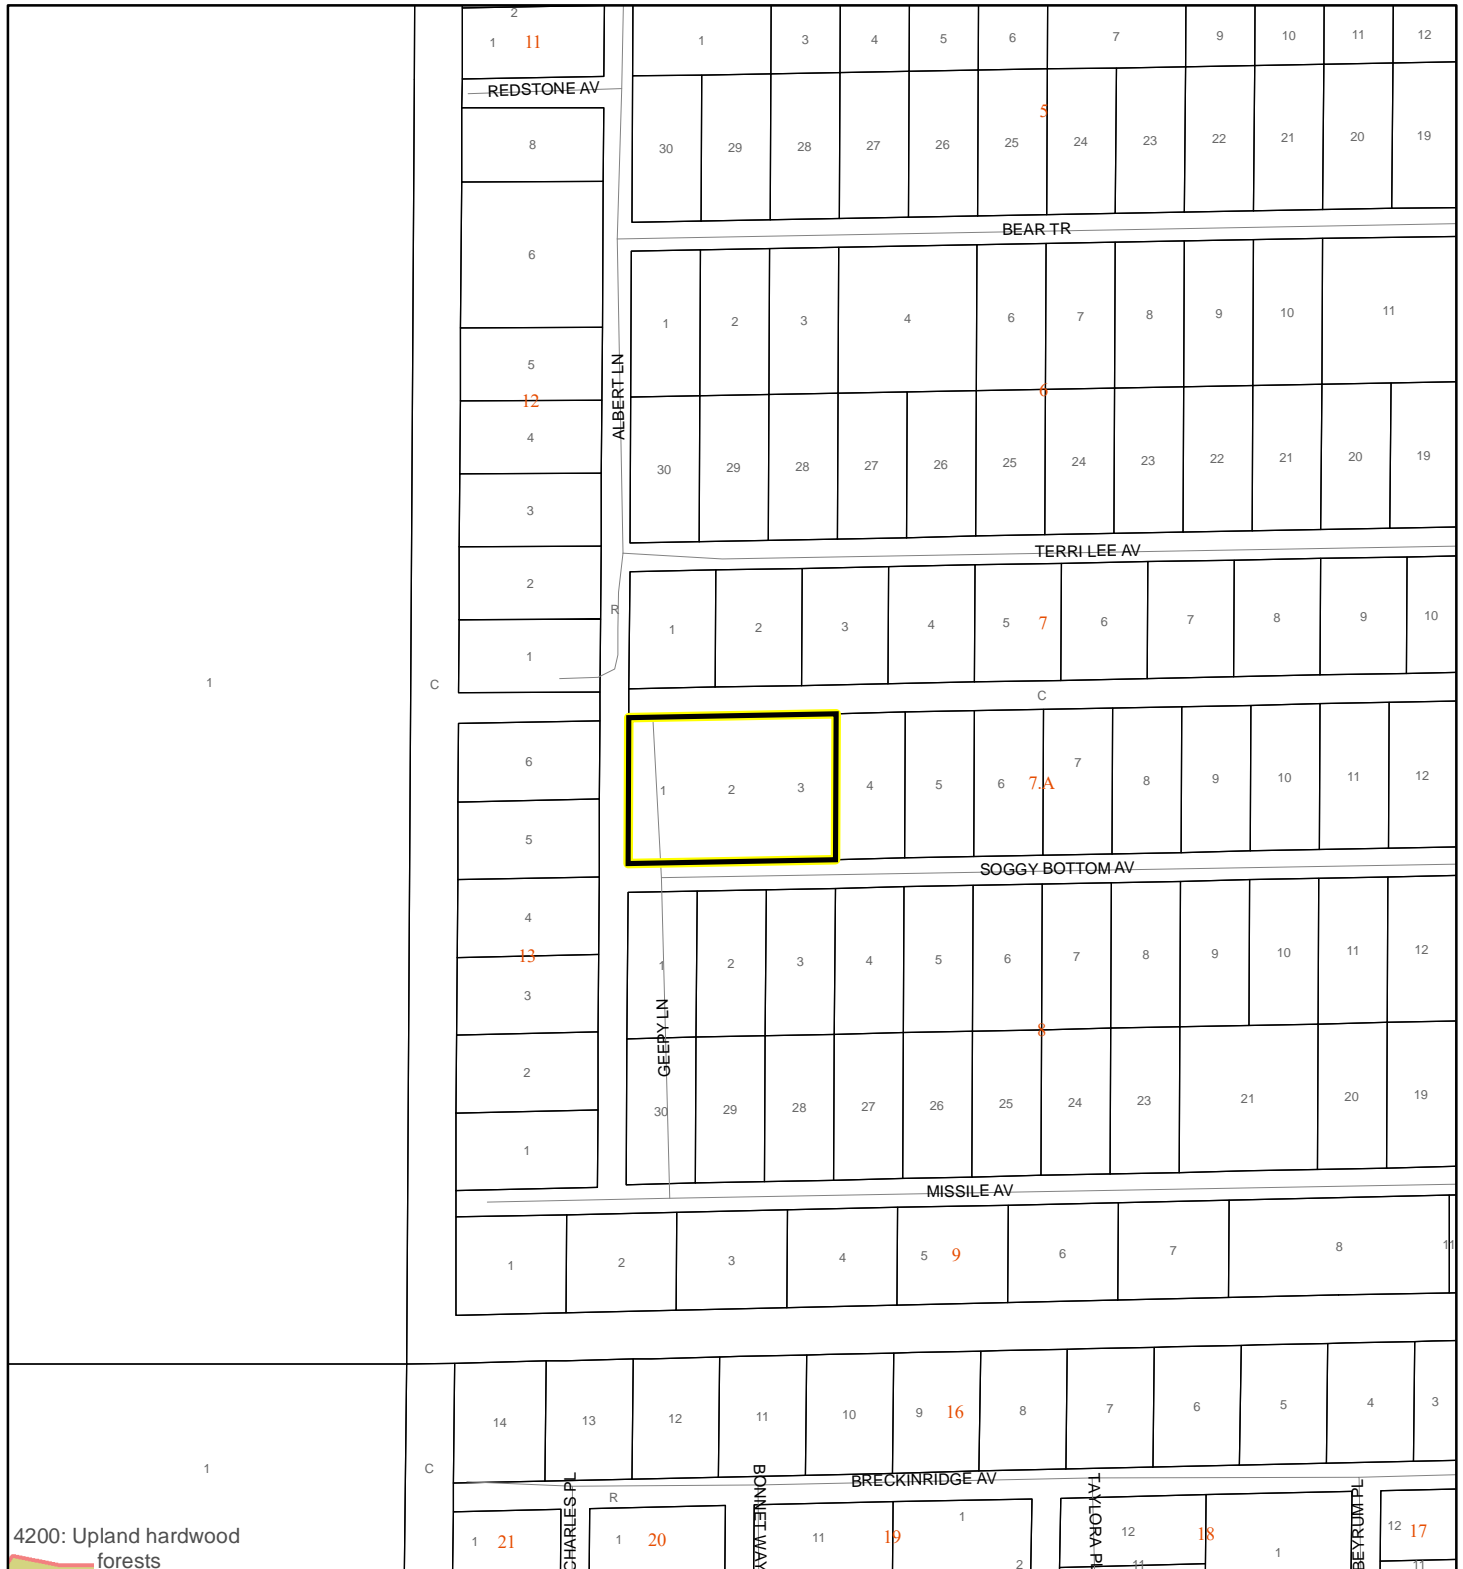 2
1 11 1 3 4 5 6 7 9 10 11 12
REDSTONE AV
5
8 30 29 28 27 26 25 24 23 22 21 20 19
BEAR TR
6
1 2 3 4 6 7 8 9 10 11
5
ALBERT LN
12 6
4 30 29 28 27 26 25 24 23 22 21 20 19
3
TERRI LEE AV
2
R
1 2 3 4 5 7 6 7 8 9 10
1
1 C C
6 7
1 2 3 4 5 6 7.A 8 9 10 11 12
5
SOGGY BOTTOM AV
4
13 1 2 3 4 5 6 7 8 9 10 11 12
3
GEEPY LN
8
2
30 29 28 27 26 25 24 23 21 20 19
1
MISSILE AV
1 2 3 4 5 9 6 7 8 11
14 13 12 11 10 9 16 8 7 6 5 4 3
1 C
BRECKINRIDGE AV
R
CHARLES PL
BONNET WAY
TAYLORA PL
BEYRUM PL
1 21 1 20 11 19 1 12 18 1 12 17
2 11 11
4200: Upland hardwood
forests